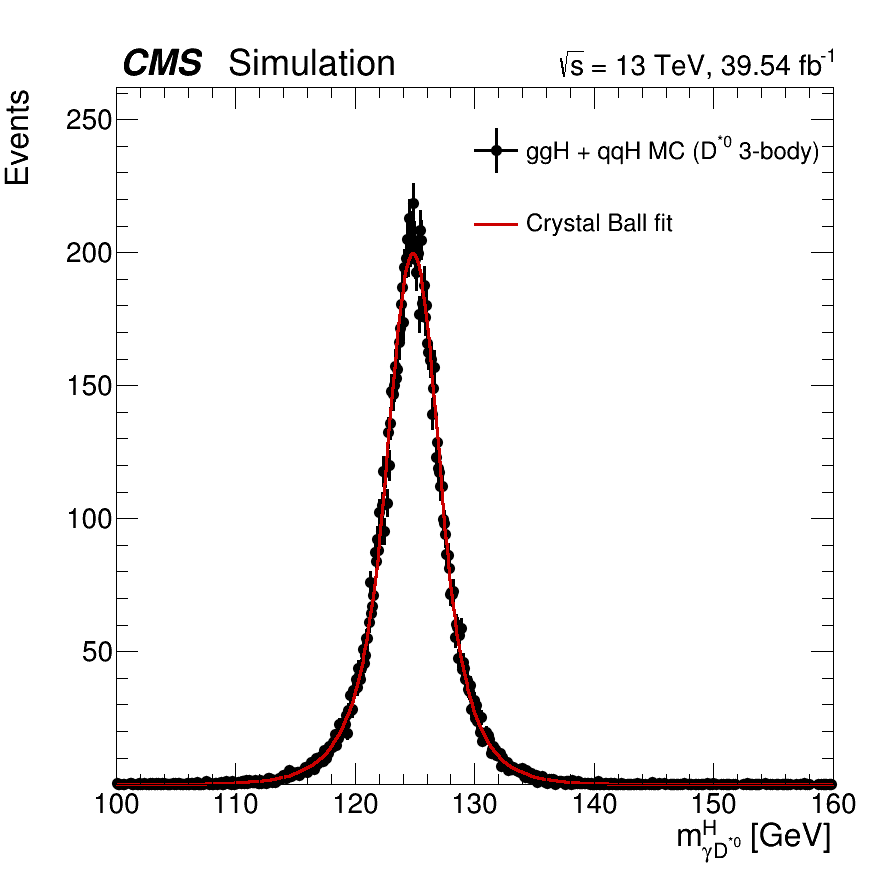 CMS Simulation √s = 13 TeV, 39.54 fb⁻¹
Events
250
200
150
100
50
ggH + qqH MC (D*⁰ 3-body)
Crystal Ball fit
100 110 120 130 140 150 160
m^H_γD*⁰ [GeV]